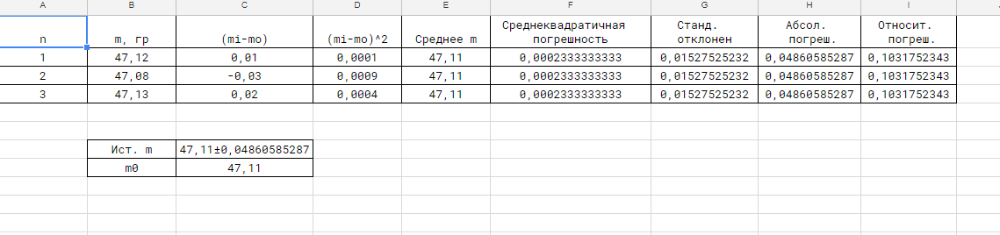 A B C D E F G H I
n m, гр (mi-mo) (mi-mo)^2 Среднее m Среднеквадратичная погрешность Станд. отклонен Абсол. погреш. Относит. погреш.
1 47,12 0,01 0,0001 47,11 0,0002333333333 0,01527525232 0,04860585287 0,1031752343
2 47,08 -0,03 0,0009 47,11 0,0002333333333 0,01527525232 0,04860585287 0,1031752343
3 47,13 0,02 0,0004 47,11 0,0002333333333 0,01527525232 0,04860585287 0,1031752343
Ист. m 47,11±0,04860585287
m0 47,11